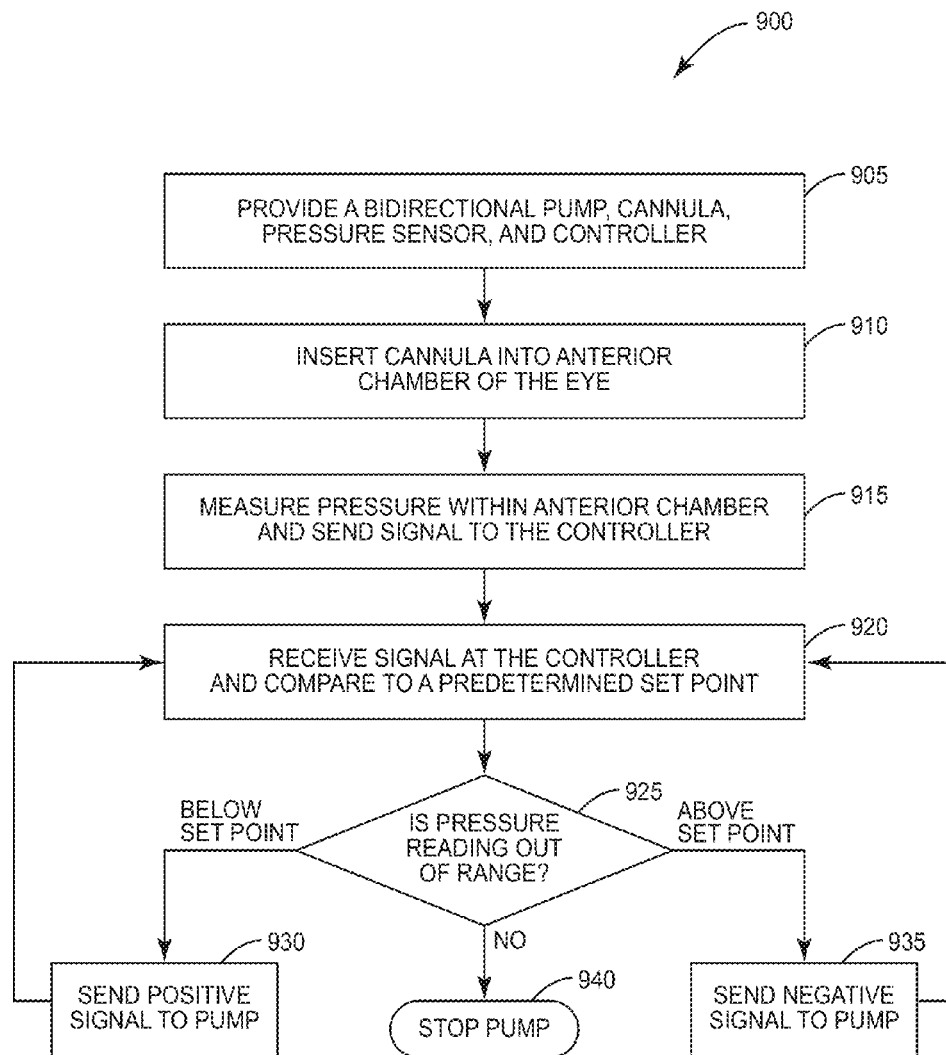 900
905
PROVIDE A BIDIRECTIONAL PUMP, CANNULA,
PRESSURE SENSOR, AND CONTROLLER
910
INSERT CANNULA INTO ANTERIOR
CHAMBER OF THE EYE
915
MEASURE PRESSURE WITHIN ANTERIOR CHAMBER
AND SEND SIGNAL TO THE CONTROLLER
920
RECEIVE SIGNAL AT THE CONTROLLER
AND COMPARE TO A PREDETERMINED SET POINT
925
BELOW
SET POINT
IS PRESSURE
READING OUT
OF RANGE?
ABOVE
SET POINT
NO
930
SEND POSITIVE
SIGNAL TO PUMP
940
STOP PUMP
935
SEND NEGATIVE
SIGNAL TO PUMP